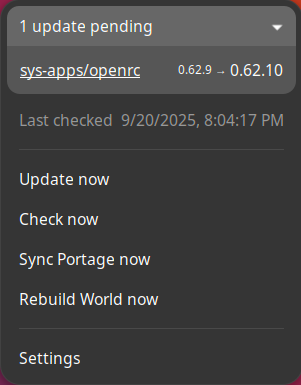 1 update pending
sys-apps/openrc 0.62.9 → 0.62.10
Last checked 9/20/2025, 8:04:17 PM
Update now
Check now
Sync Portage now
Rebuild World now
Settings